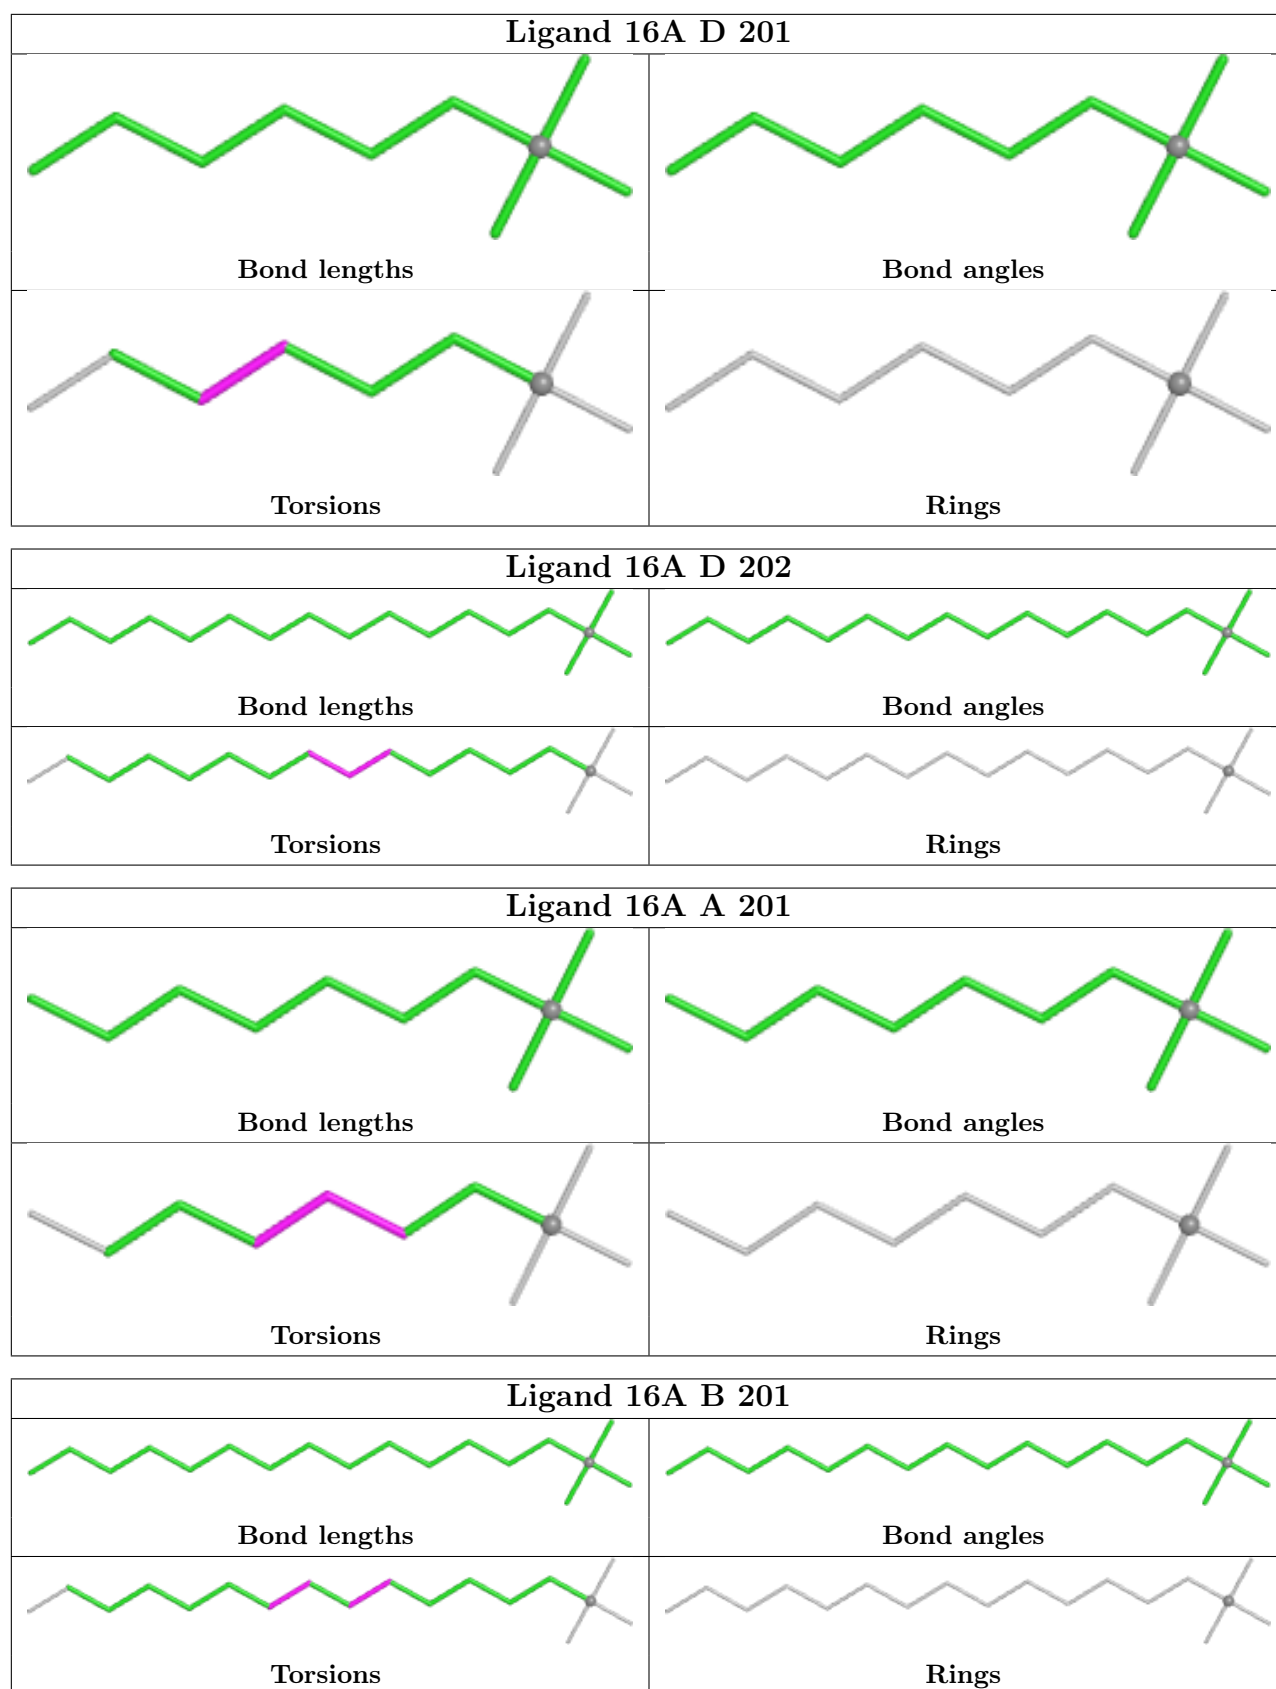 Ligand 16A D 201
Bond lengths
Bond angles
Torsions
Rings
Ligand 16A D 202
Bond lengths
Bond angles
Torsions
Rings
Ligand 16A A 201
Bond lengths
Bond angles
Torsions
Rings
Ligand 16A B 201
Bond lengths
Bond angles
Torsions
Rings